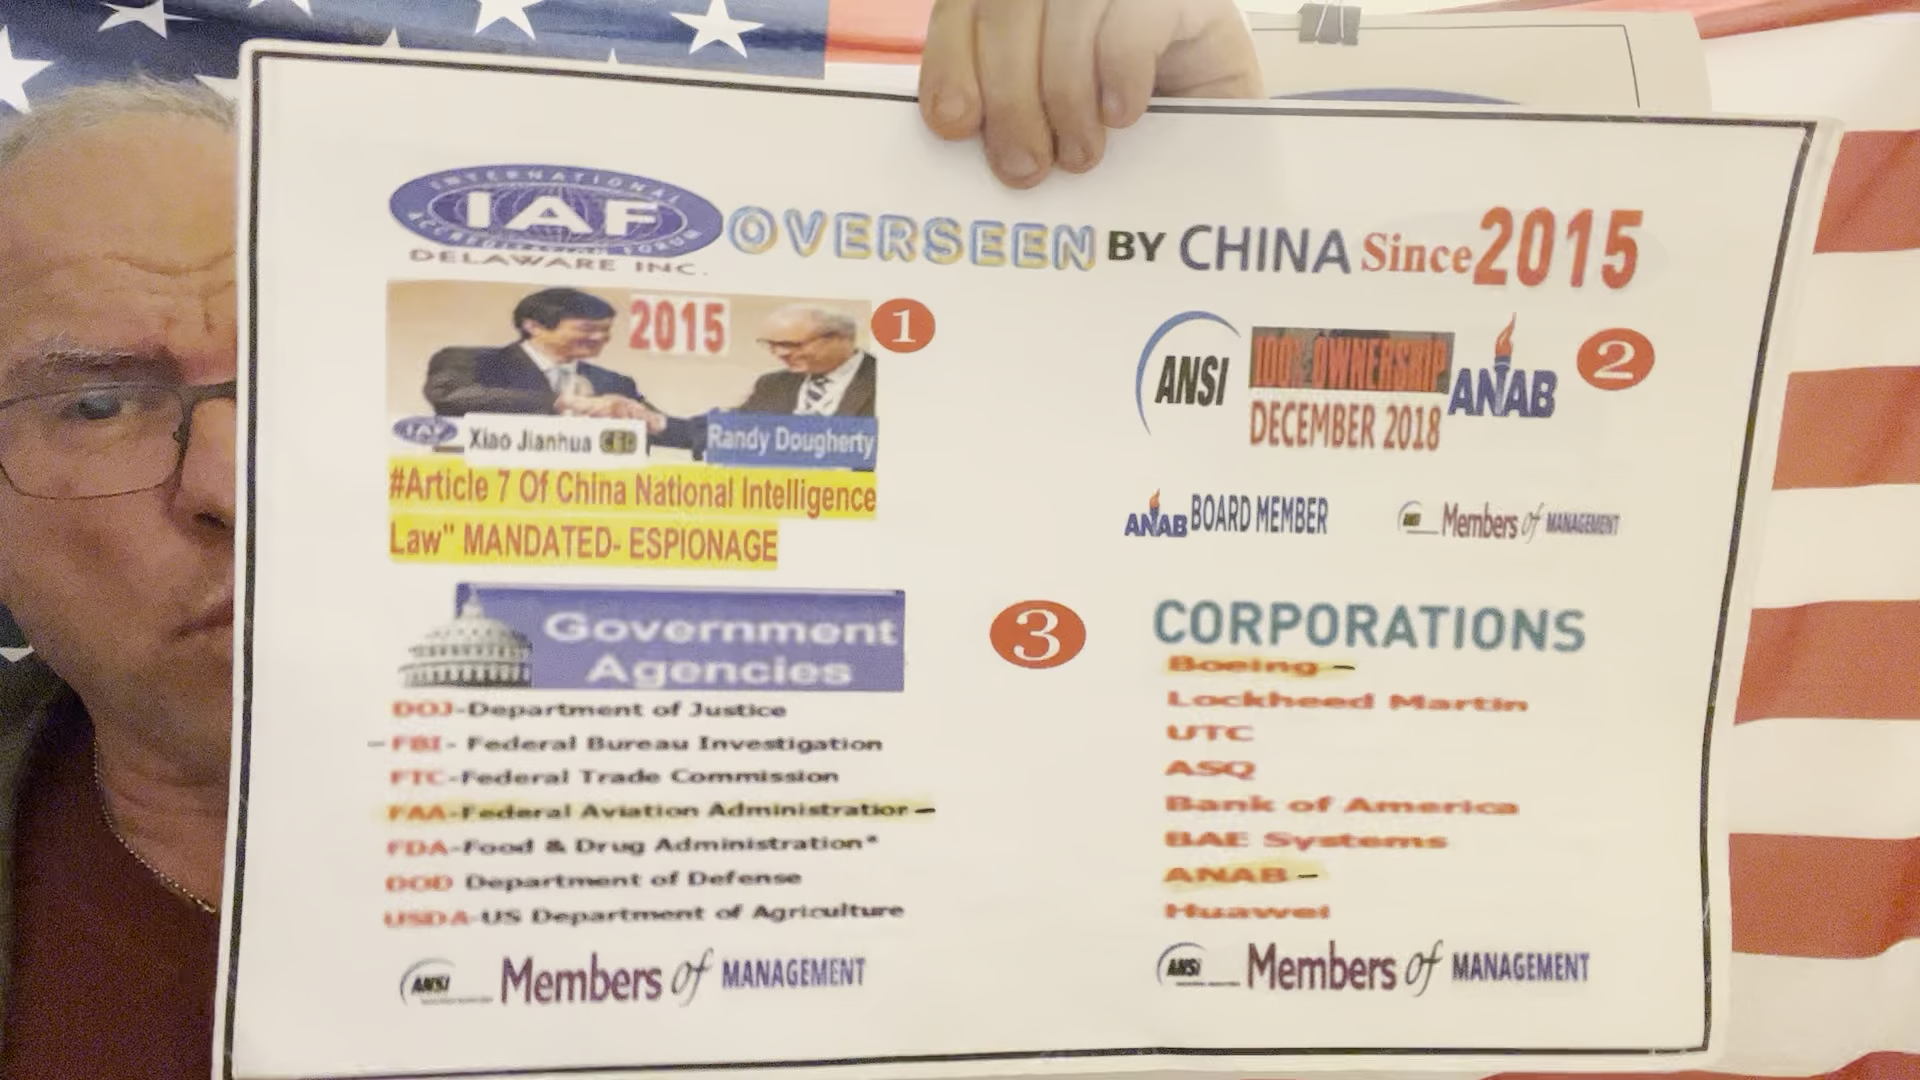 INTERNATIONAL
IAF
ACCREDITATION FORUM
DELAWARE INC.
OVERSEEN BY CHINA Since 2015
2015
1
IAF Xiao Jianhua CEO
Randy Dougherty
#Article 7 Of China National Intelligence
Law" MANDATED- ESPIONAGE
ANSI 100% OWNERSHIP ANAB 2
DECEMBER 2018
ANAB BOARD MEMBER
ANSI Members of MANAGEMENT
Government
Agencies
DOJ-Department of Justice
- FBI- Federal Bureau Investigation
FTC-Federal Trade Commission
FAA-Federal Aviation Administration -
FDA-Food & Drug Administration*
DOD Department of Defense
USDA-US Department of Agriculture
ANSI Members of MANAGEMENT
3
CORPORATIONS
Boeing -
Lockheed Martin
UTC
ASQ
Bank of America
BAE Systems
ANAB -
Huawei
ANSI Members of MANAGEMENT